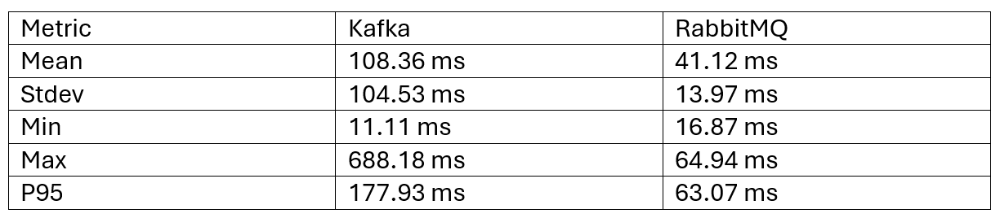 Metric Kafka RabbitMQ
Mean 108.36 ms 41.12 ms
Stdev 104.53 ms 13.97 ms
Min 11.11 ms 16.87 ms
Max 688.18 ms 64.94 ms
P95 177.93 ms 63.07 ms